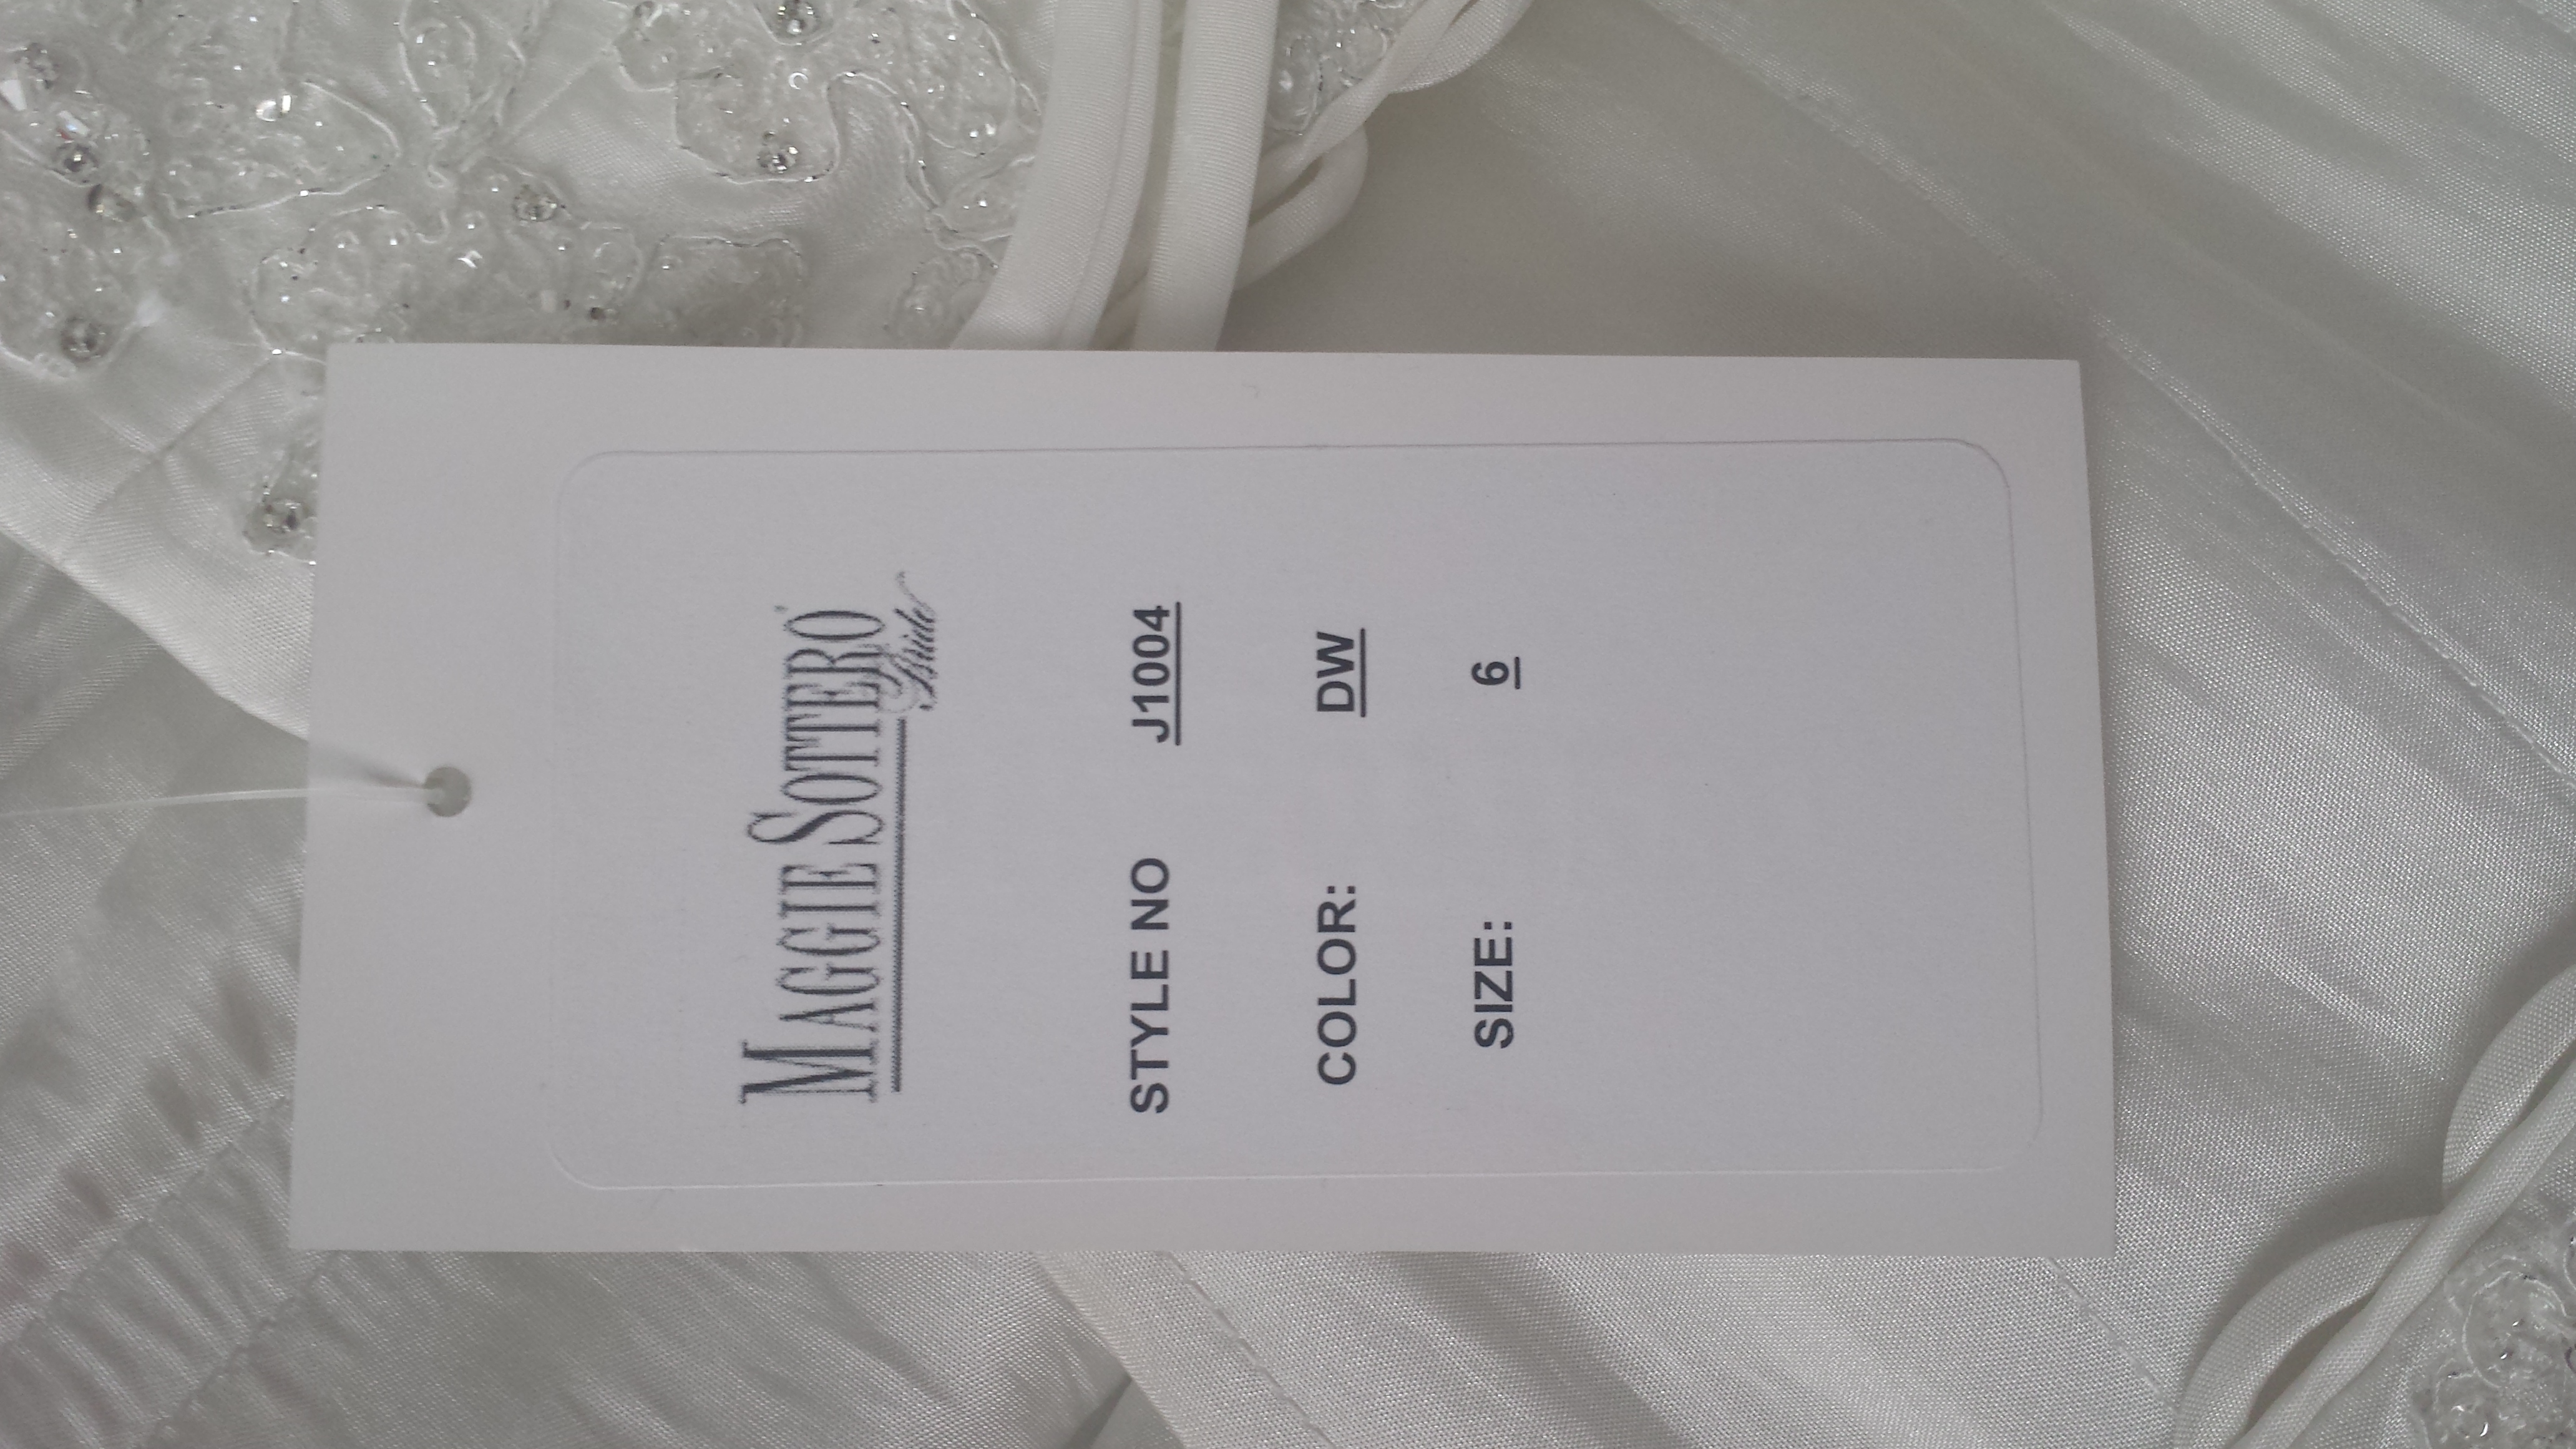 MAGGIE SOTTERO®
Bride
STYLE NO J1004
COLOR: DW
SIZE: 6